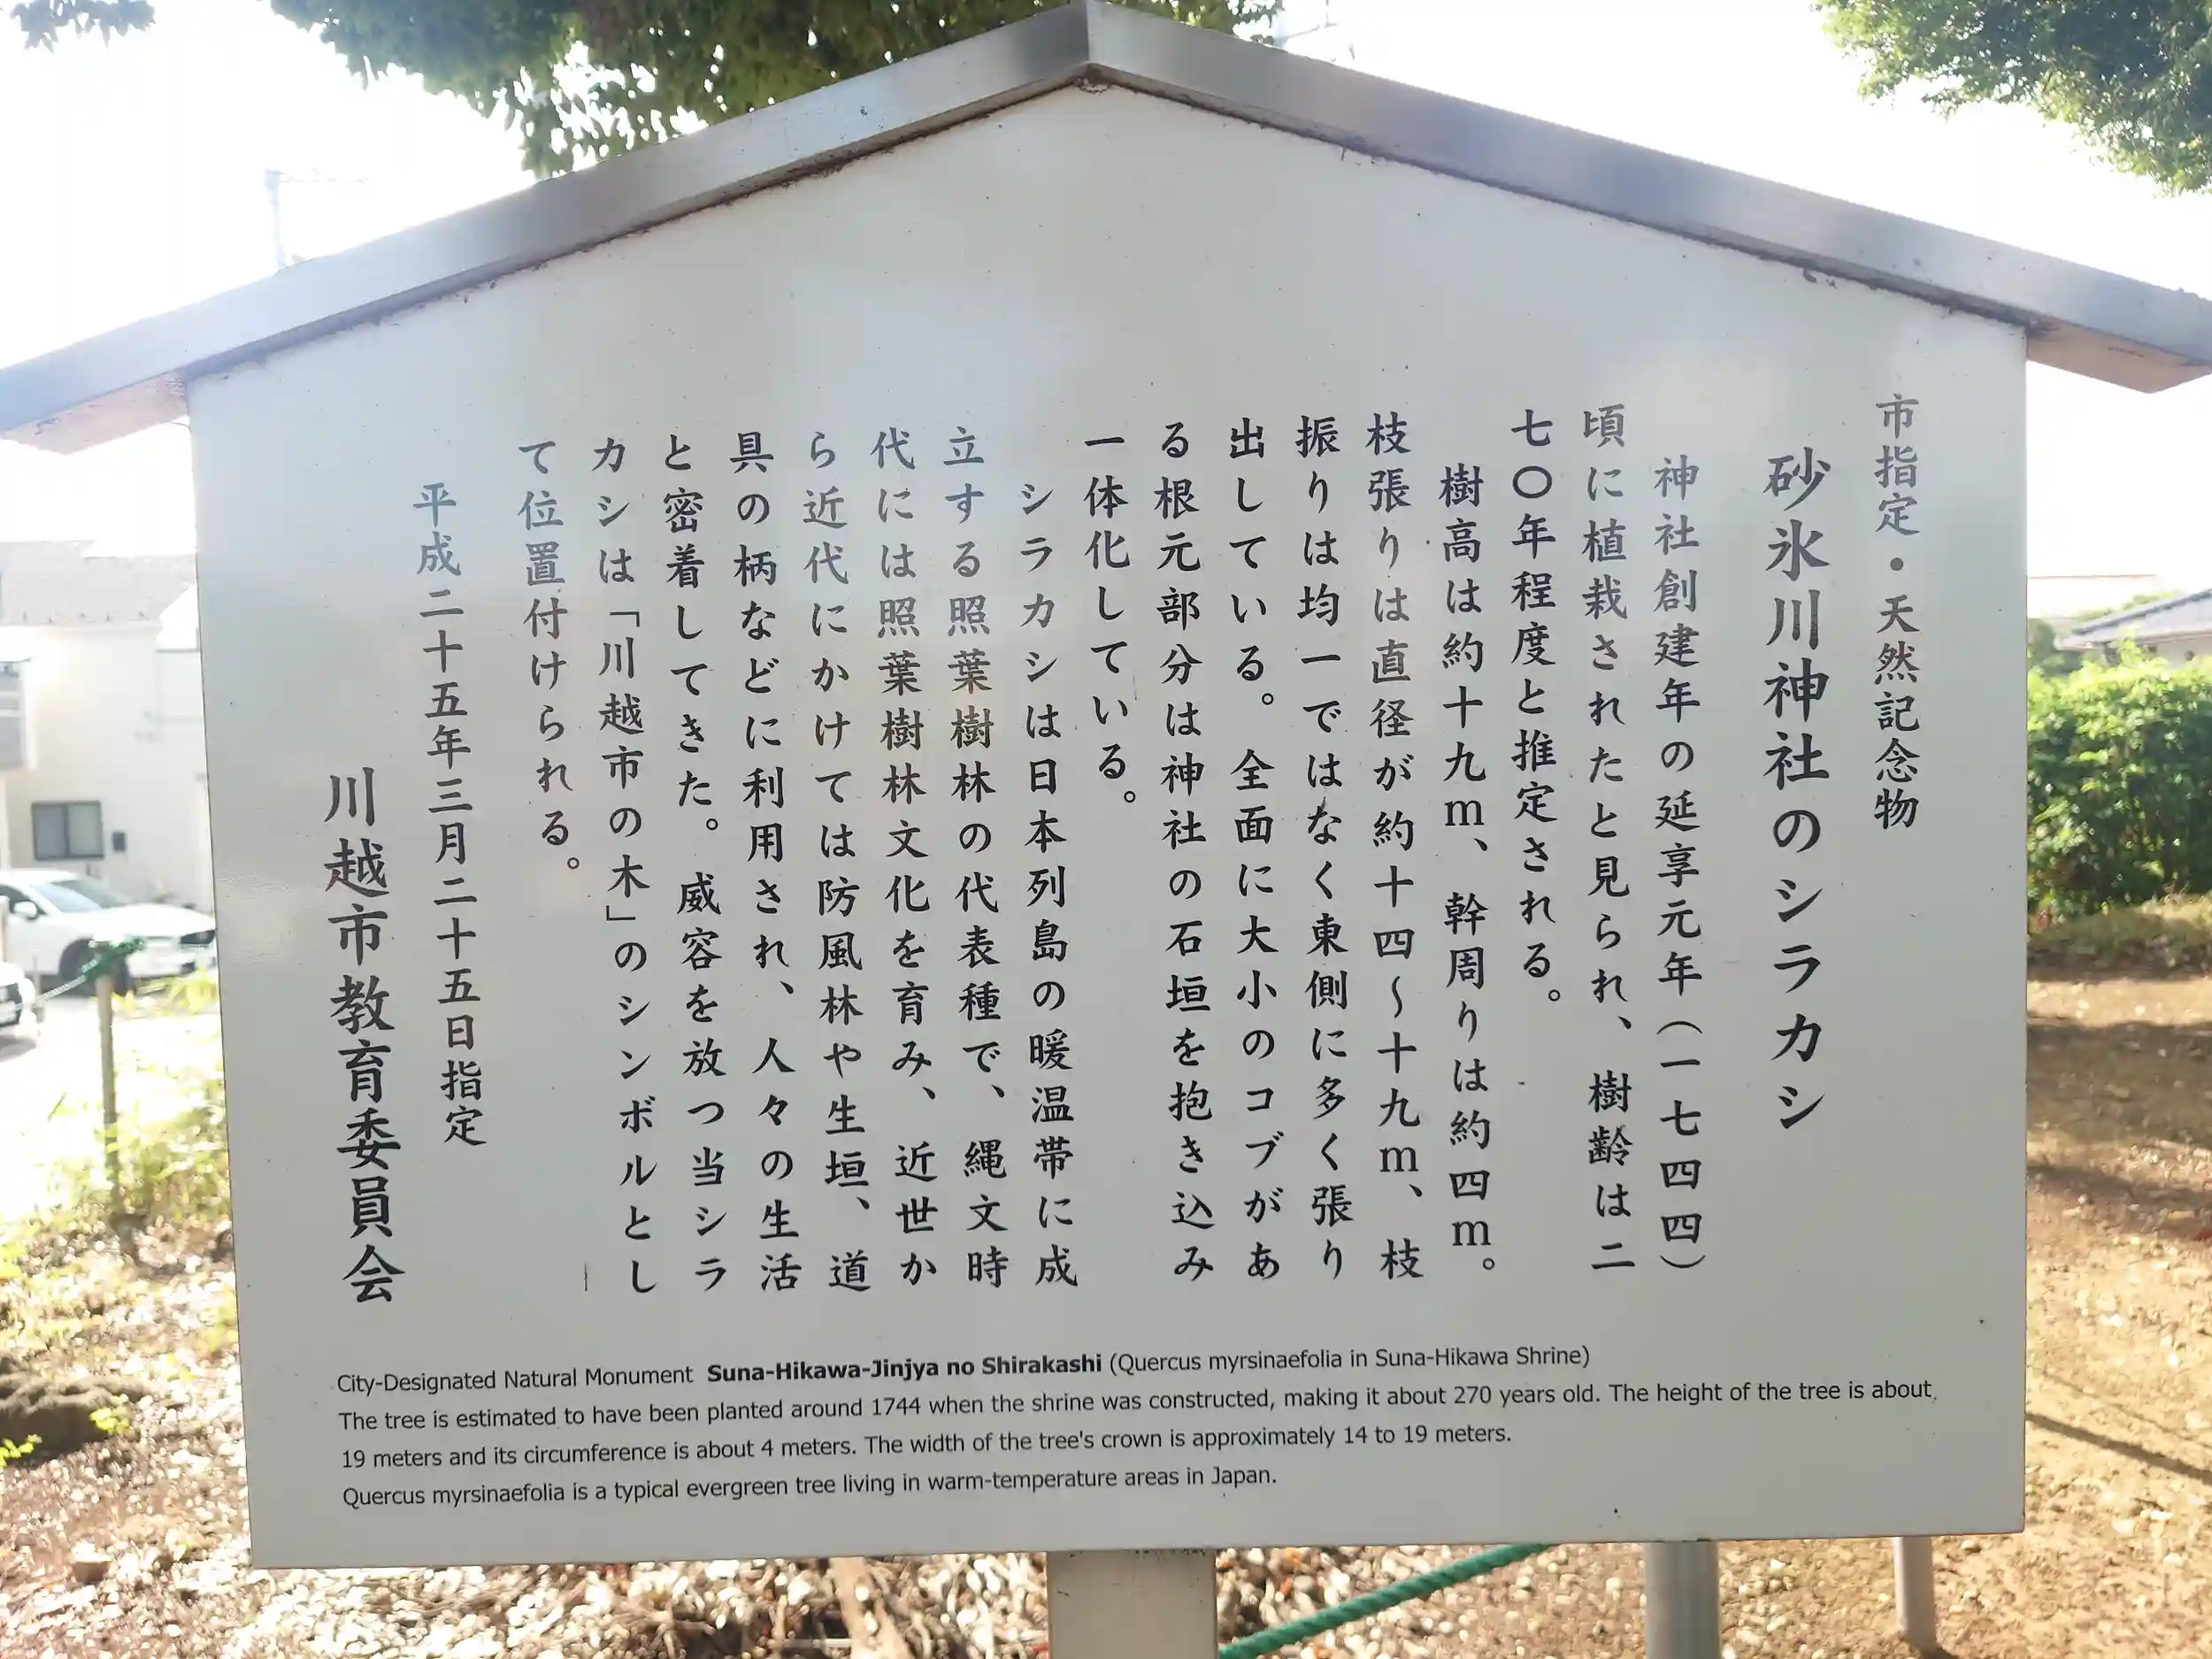 市指定・天然記念物
砂氷川神社のシラカシ
神社創建年の延享元年（一七四四）
頃に植栽されたと見られ、樹齢は二
七〇年程度と推定される。
樹高は約十九ｍ、幹周りは約四ｍ。
枝張りは直径が約十四～十九ｍ、枝
振りは均一ではなく東側に多く張り
出している。全面に大小のコブがあ
る根元部分は神社の石垣を抱き込み
一体化している。
シラカシは日本列島の暖温帯に成
立する照葉樹林の代表種で、縄文時
代には照葉樹林文化を育み、近世か
ら近代にかけては防風林や生垣、道
具の柄などに利用され、人々の生活
と密着してきた。威容を放つ当シラ
カシは「川越市の木」のシンボルとし
て位置付けられる。
平成二十五年三月二十五日指定
川越市教育委員会
City-Designated Natural Monument Suna-Hikawa-Jinjya no Shirakashi (Quercus myrsinaefolia in Suna-Hikawa Shrine)
The tree is estimated to have been planted around 1744 when the shrine was constructed, making it about 270 years old. The height of the tree is about
19 meters and its circumference is about 4 meters. The width of the tree's crown is approximately 14 to 19 meters.
Quercus myrsinaefolia is a typical evergreen tree living in warm-temperature areas in Japan.